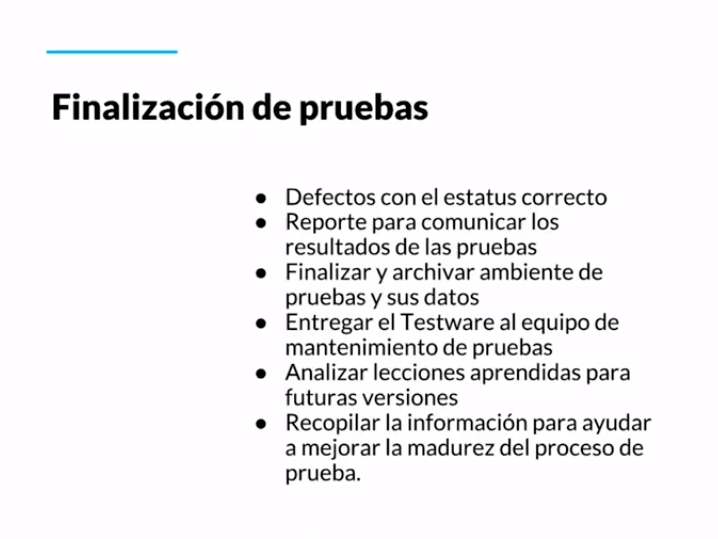 Finalización de pruebas
● Defectos con el estatus correcto
● Reporte para comunicar los
resultados de las pruebas
● Finalizar y archivar ambiente de
pruebas y sus datos
● Entregar el Testware al equipo de
mantenimiento de pruebas
● Analizar lecciones aprendidas para
futuras versiones
● Recopilar la información para ayudar
a mejorar la madurez del proceso de
prueba.